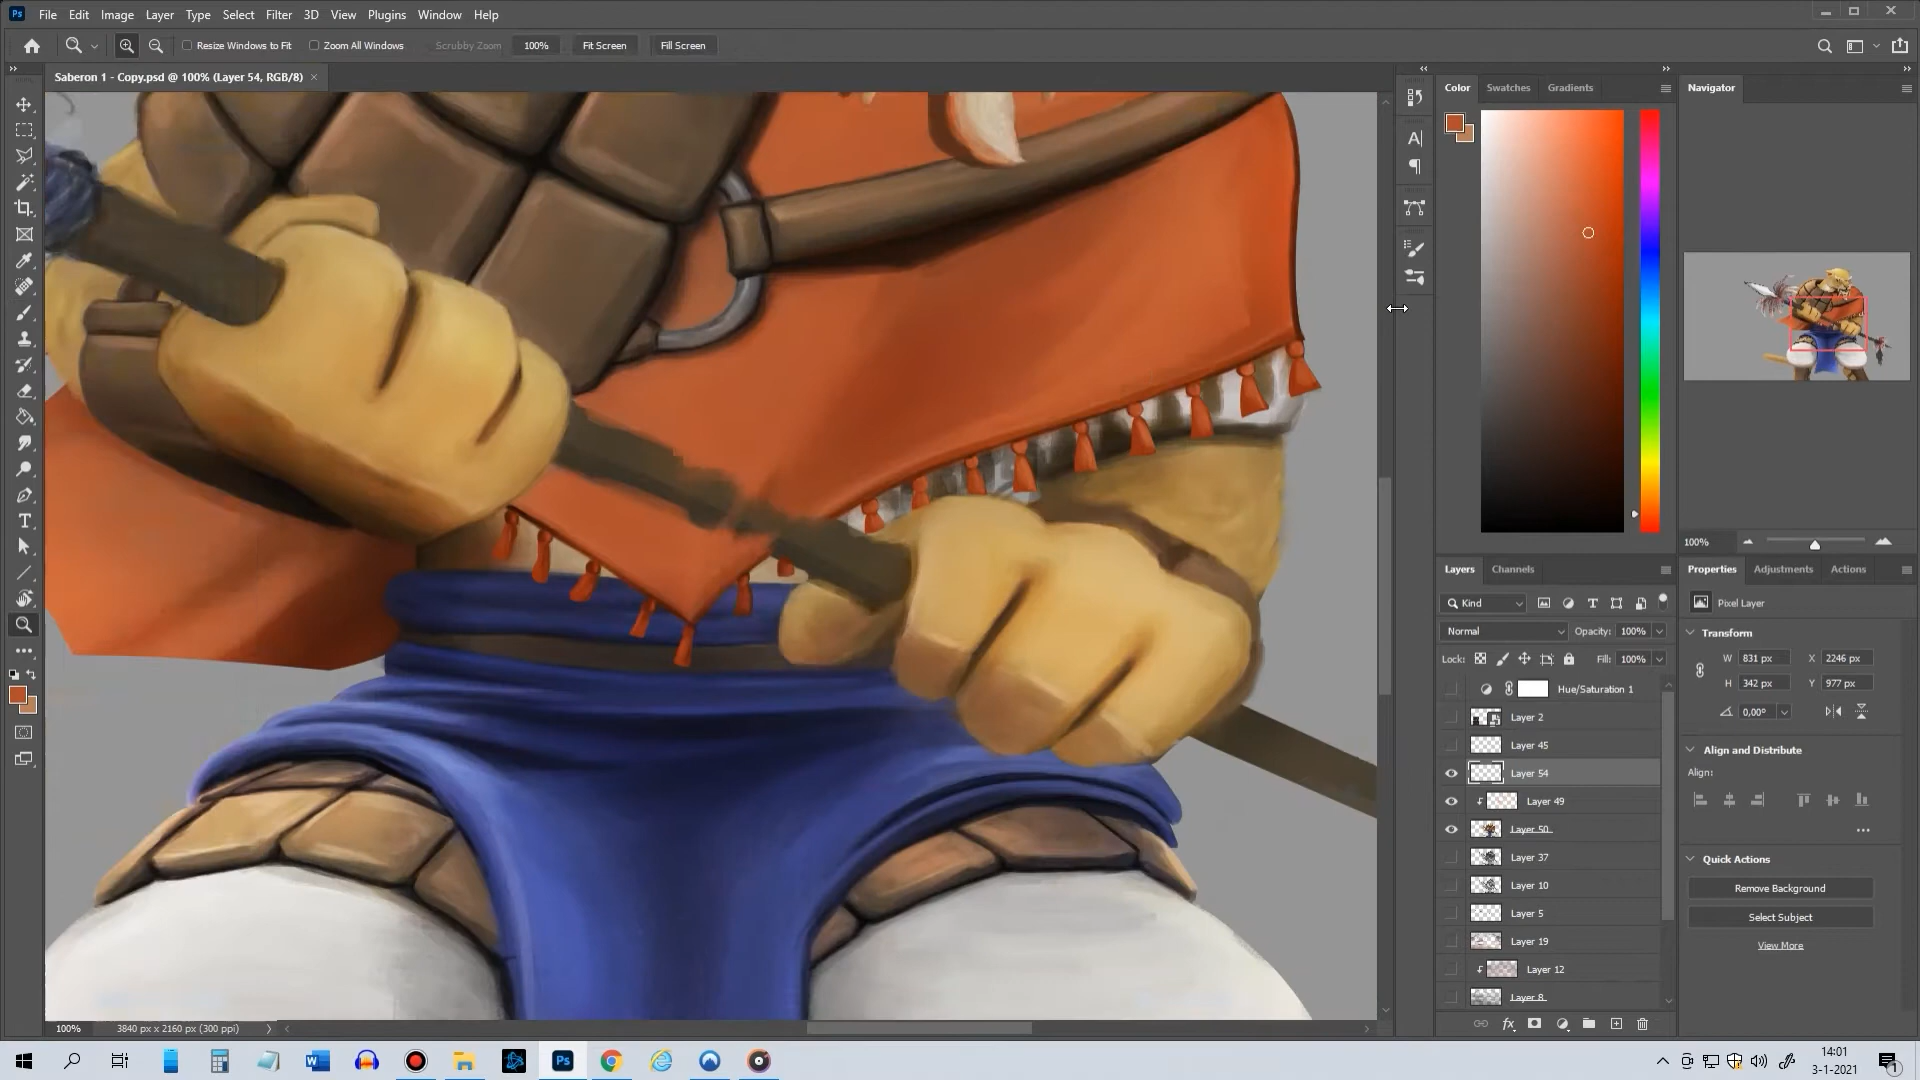 Ps File Edit Image Layer Type Select Filter 3D View Plugins Window Help
Resize Windows to Fit Zoom All Windows Scrubby Zoom 100% Fit Screen Fill Screen
Saberon 1 - Copy.psd @ 100% (Layer 54, RGB/8)
Color Swatches Gradients
Navigator
100%
Layers Channels
Properties Adjustments Actions
Kind
Pixel Layer
Normal Opacity: 100%
Transform
Lock: Fill: 100%
W 831 px X 2246 px
H 342 px Y 977 px
0,00°
Hue/Saturation 1
Layer 2
Layer 45
Layer 54
Layer 49
Layer 50
Layer 37
Layer 10
Layer 5
Layer 19
Layer 12
Layer 8
Align and Distribute
Align:
Quick Actions
Remove Background
Select Subject
View More
100% 3840 px x 2160 px (300 ppi)
Ps
14:01
3-1-2021